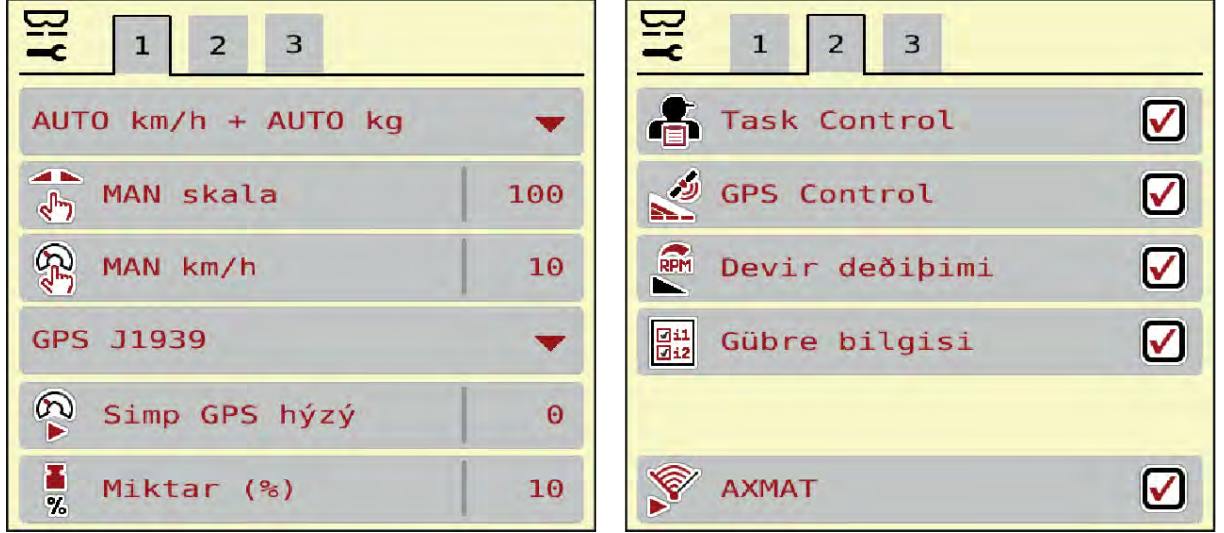 1 2 3
AUTO km/h + AUTO kg
MAN skala 100
MAN km/h 10
GPS J1939
Simp GPS hýzý 0
% Miktar (%) 10
1 2 3
Task Control
GPS Control
RPM Devir deðiþimi
i1
i2
Gübre bilgisi
AXMAT